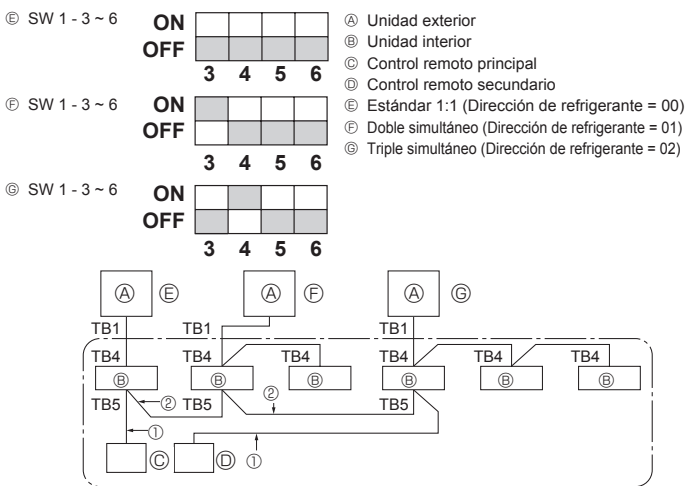 Ⓔ SW 1 - 3 ~ 6
ON
OFF
3 4 5 6
Ⓕ SW 1 - 3 ~ 6
ON
OFF
3 4 5 6
Ⓖ SW 1 - 3 ~ 6
ON
OFF
3 4 5 6
Ⓐ Unidad exterior
Ⓑ Unidad interior
Ⓒ Control remoto principal
Ⓓ Control remoto secundario
Ⓔ Estándar 1:1 (Dirección de refrigerante = 00)
Ⓕ Doble simultáneo (Dirección de refrigerante = 01)
Ⓖ Triple simultáneo (Dirección de refrigerante = 02)
Ⓐ Ⓔ Ⓐ Ⓕ Ⓐ Ⓖ
TB1 TB1 TB1
TB4 TB4 TB4 TB4 TB4 TB4
Ⓑ Ⓑ Ⓑ Ⓑ Ⓑ Ⓑ
TB5 ② TB5 ② TB5
①
Ⓒ Ⓓ ①